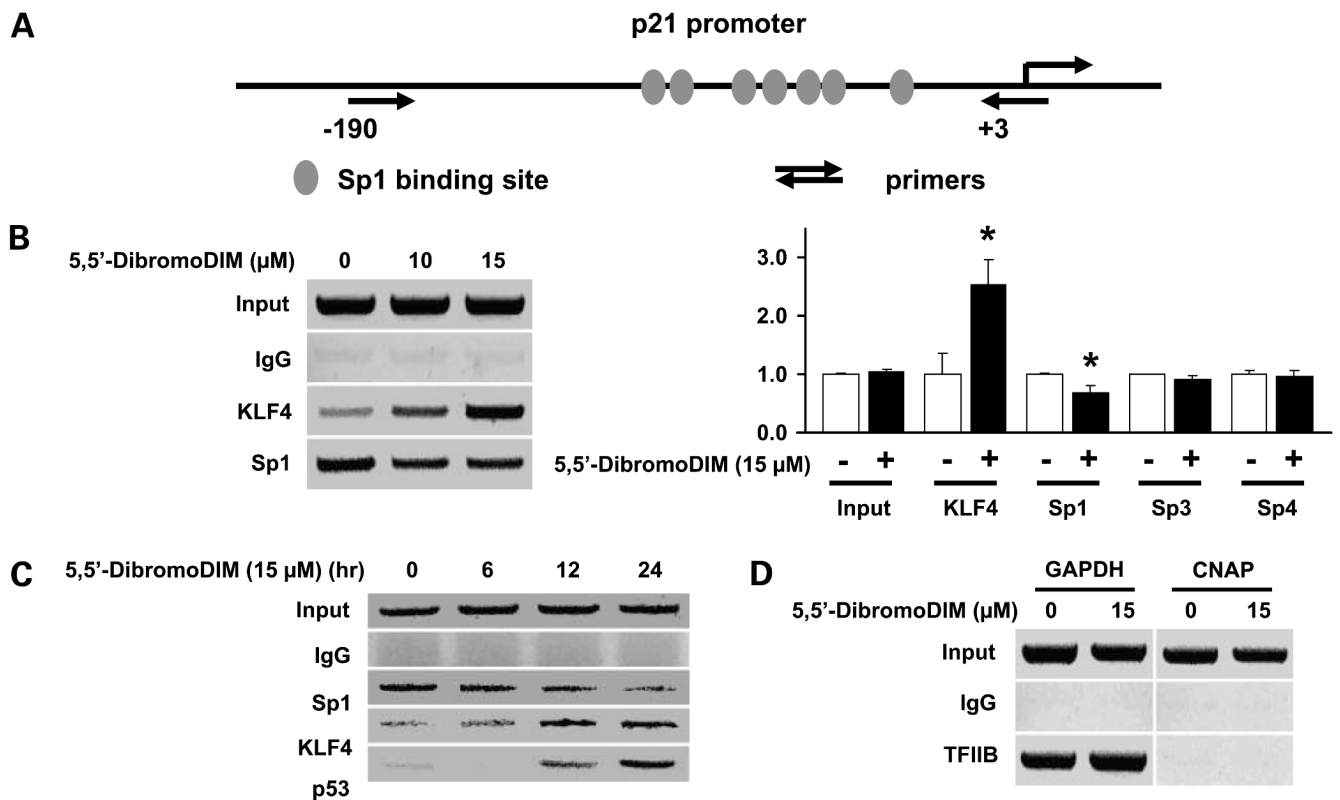 A
p21 promoter
-190
+3
Sp1 binding site
primers
B
5,5'-DibromoDIM (µM) 0 10 15
Input
IgG
KLF4
Sp1
3.0
2.0
1.0
0.0
* *
5,5'-DibromoDIM (15 µM) - + - + - + - + - +
Input KLF4 Sp1 Sp3 Sp4
C
5,5'-DibromoDIM (15 µM) (hr) 0 6 12 24
Input
IgG
Sp1
KLF4
p53
D
GAPDH CNAP
5,5'-DibromoDIM (µM) 0 15 0 15
Input
IgG
TFIIB